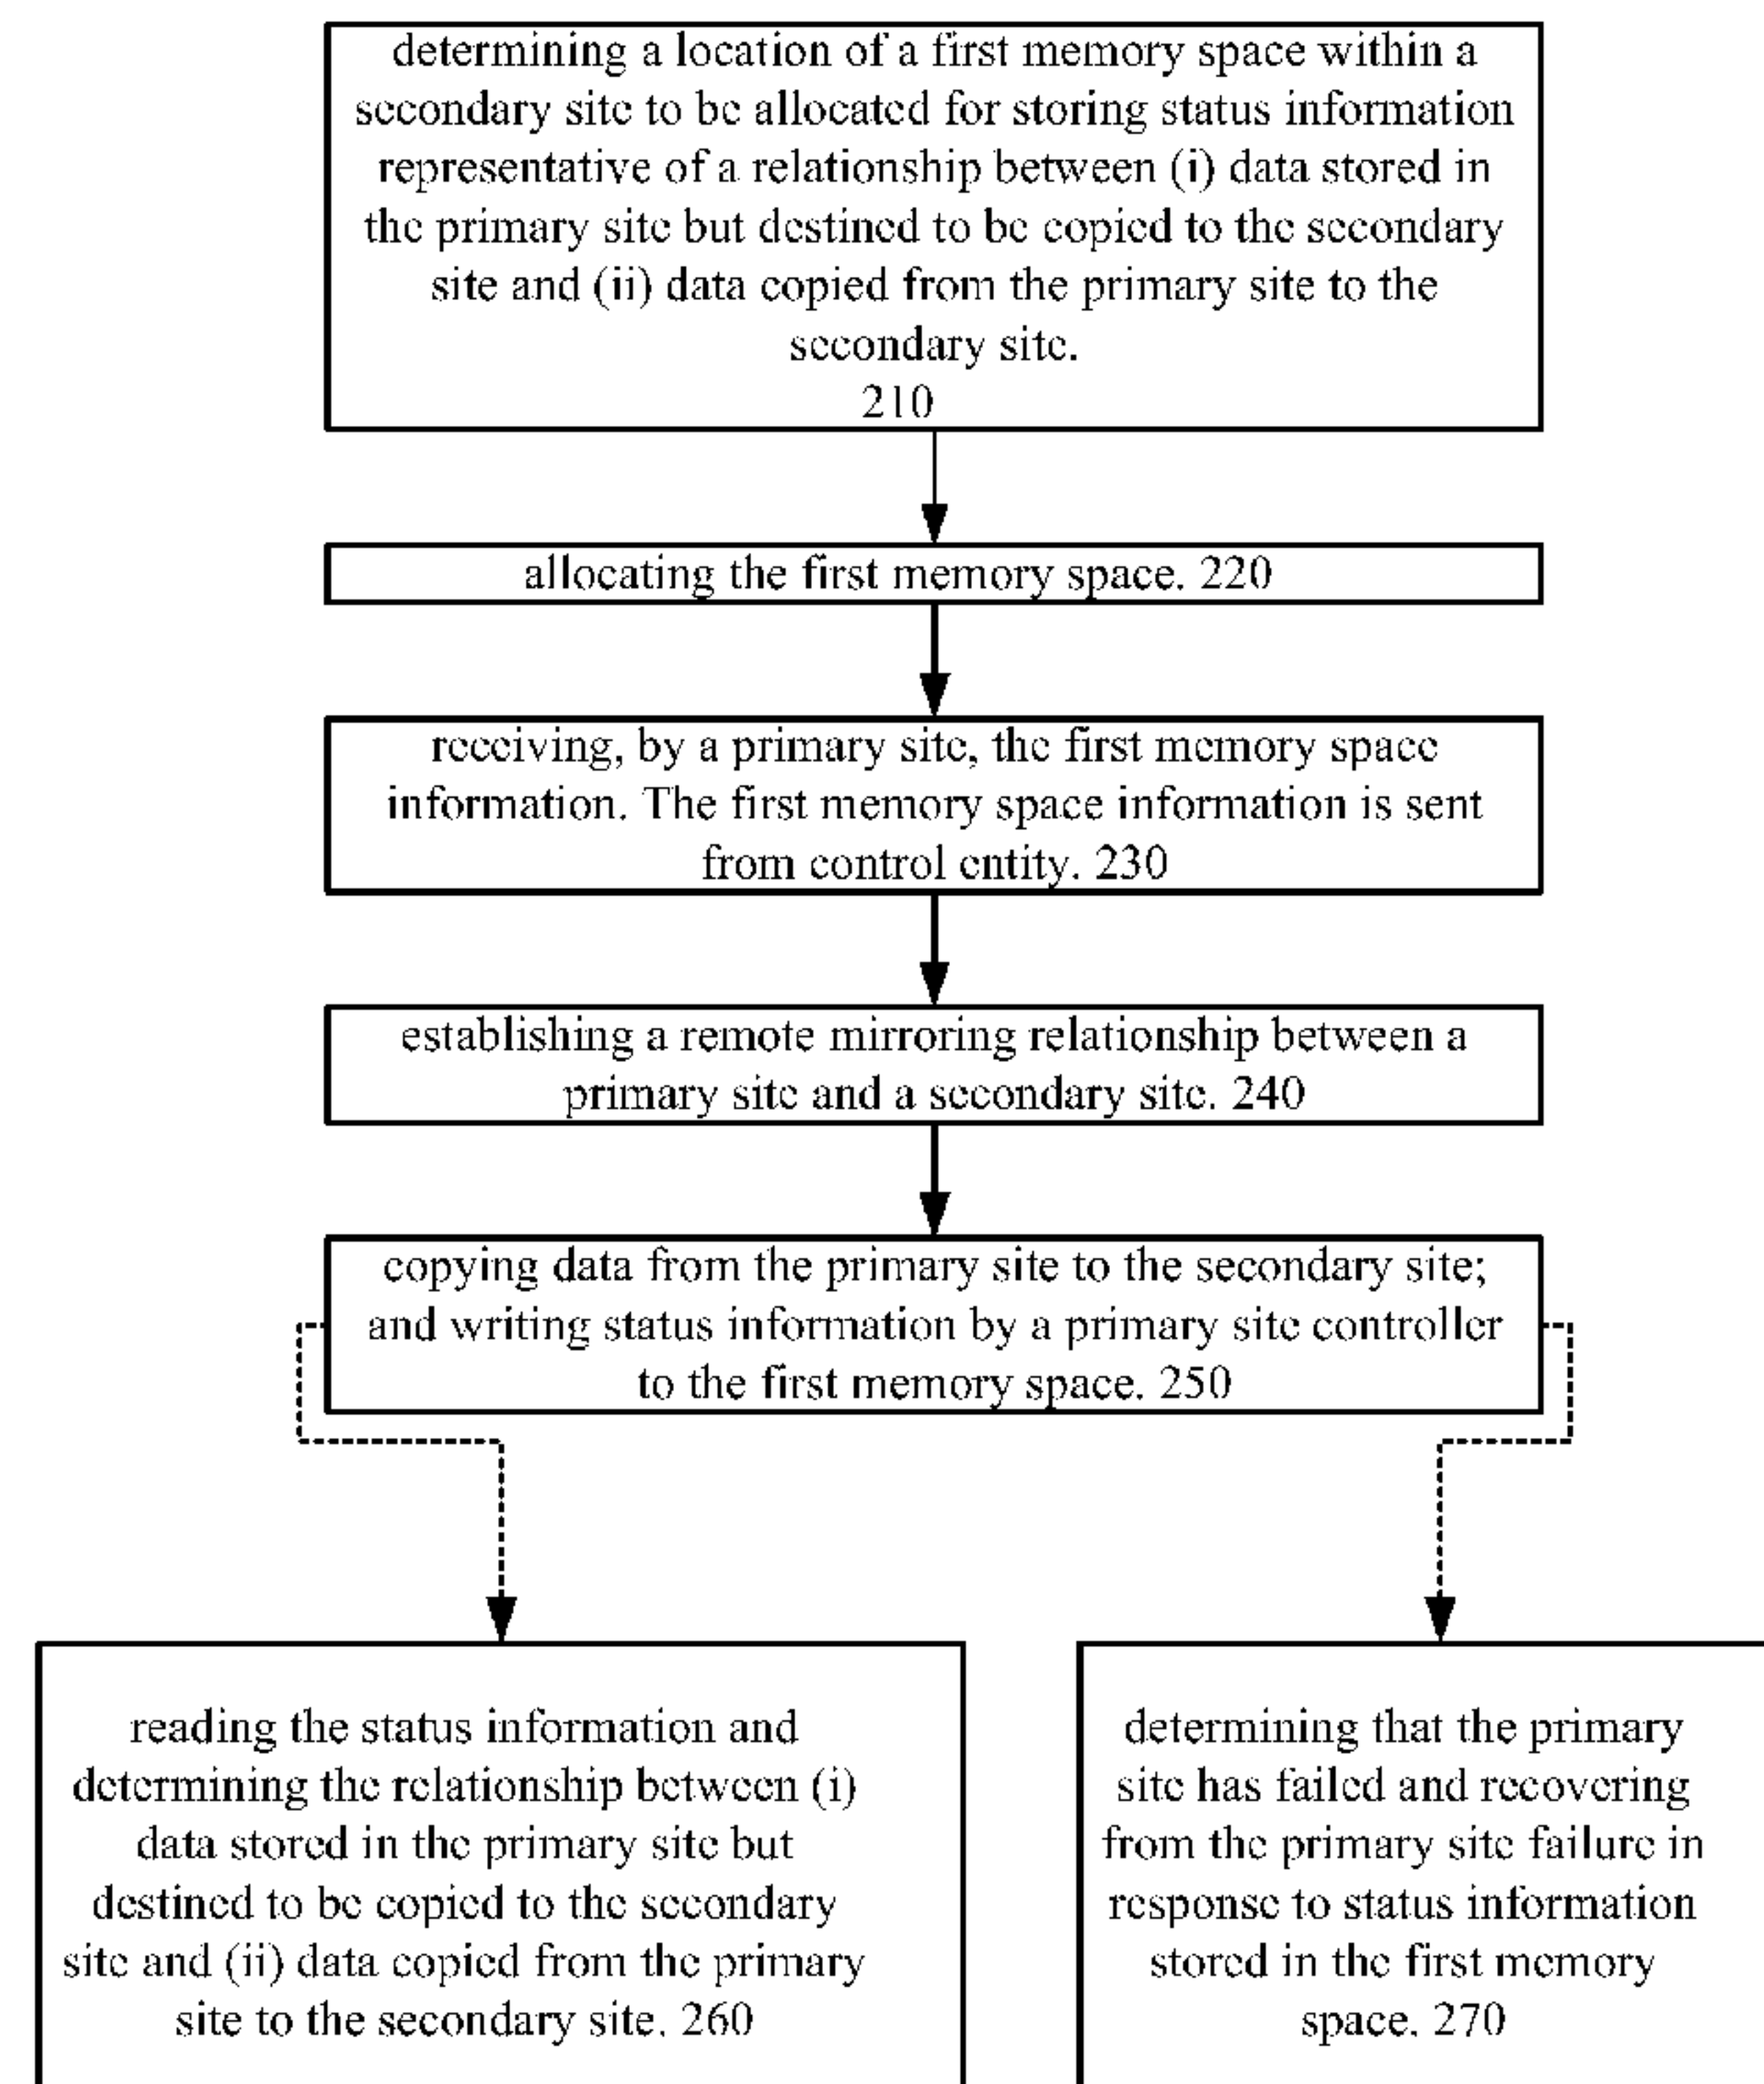 determining a location of a first memory space within a
secondary site to be allocated for storing status information
representative of a relationship between (i) data stored in
the primary site but destined to be copied to the secondary
site and (ii) data copied from the primary site to the
secondary site.
210
allocating the first memory space. 220
receiving, by a primary site, the first memory space
information. The first memory space information is sent
from control entity. 230
establishing a remote mirroring relationship between a
primary site and a secondary site. 240
copying data from the primary site to the secondary site;
and writing status information by a primary site controller
to the first memory space. 250
reading the status information and
determining the relationship between (i)
data stored in the primary site but
destined to be copied to the secondary
site and (ii) data copied from the primary
site to the secondary site. 260
determining that the primary
site has failed and recovering
from the primary site failure in
response to status information
stored in the first memory
space. 270